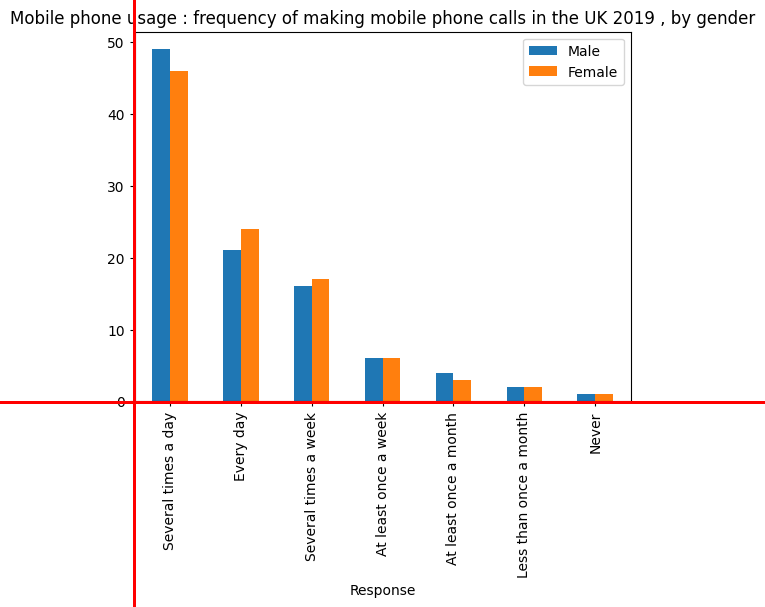 Mobile phone usage : frequency of making mobile phone calls in the UK 2019 , by gender
Male
Female
50
40
30
20
10
0
Several times a day
Every day
Several times a week
At least once a week
At least once a month
Less than once a month
Never
Response